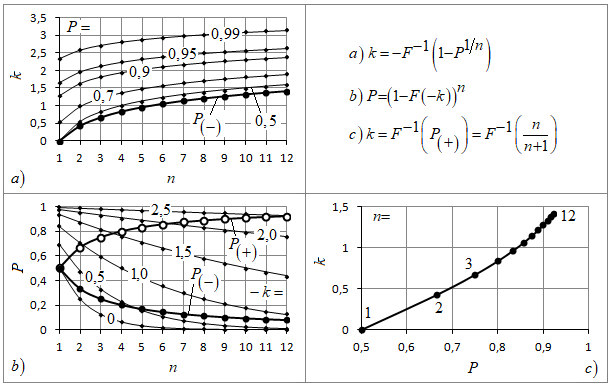 P =
0,99
0,95
0,9
0,7
P(−)
0,5
3,5
3
2,5
2
1,5
1
0,5
0
k
1 2 3 4 5 6 7 8 9 10 11 12
n
a)
a) k = −F⁻¹(1−P^{1/n})
b) P=(1−F(−k))ⁿ
c) k = F⁻¹(P(+)) = F⁻¹(n/(n+1))
2,5
2,0
P(+)
1,5
1,0
0,5
P(−)
−k =
0
1
0,8
0,6
0,4
0,2
0
P
1 2 3 4 5 6 7 8 9 10 11 12
n
b)
n=
12
3
2
1
1,5
1
0,5
0
k
0,5 0,6 0,7 0,8 0,9 1
P
c)